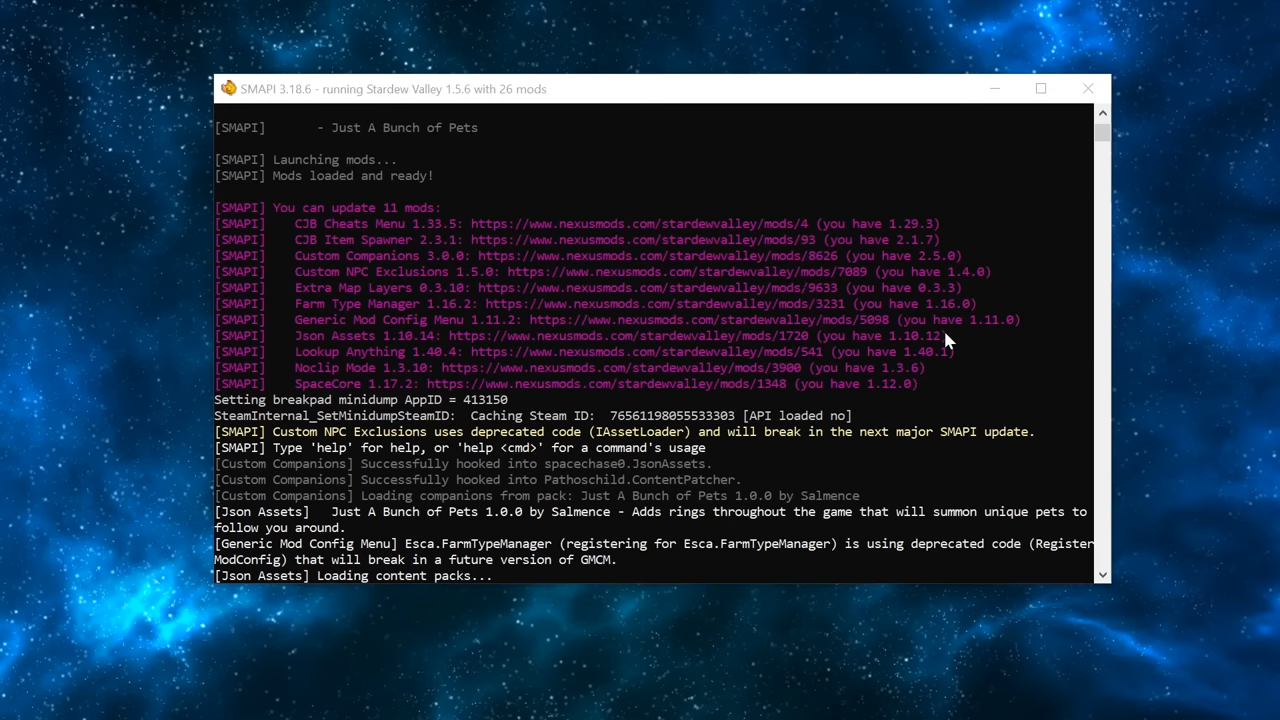 SMAPI 3.18.6 - running Stardew Valley 1.5.6 with 26 mods
[SMAPI]       - Just A Bunch of Pets
[SMAPI] Launching mods...
[SMAPI] Mods loaded and ready!
[SMAPI] You can update 11 mods:
[SMAPI]    CJB Cheats Menu 1.33.5: https://www.nexusmods.com/stardewvalley/mods/4 (you have 1.29.3)
[SMAPI]    CJB Item Spawner 2.3.1: https://www.nexusmods.com/stardewvalley/mods/93 (you have 2.1.7)
[SMAPI]    Custom Companions 3.0.0: https://www.nexusmods.com/stardewvalley/mods/8626 (you have 2.5.0)
[SMAPI]    Custom NPC Exclusions 1.5.0: https://www.nexusmods.com/stardewvalley/mods/7089 (you have 1.4.0)
[SMAPI]    Extra Map Layers 0.3.10: https://www.nexusmods.com/stardewvalley/mods/9633 (you have 0.3.3)
[SMAPI]    Farm Type Manager 1.16.2: https://www.nexusmods.com/stardewvalley/mods/3231 (you have 1.16.0)
[SMAPI]    Generic Mod Config Menu 1.11.2: https://www.nexusmods.com/stardewvalley/mods/5098 (you have 1.11.0)
[SMAPI]    Json Assets 1.10.14: https://www.nexusmods.com/stardewvalley/mods/1720 (you have 1.10.12)
[SMAPI]    Lookup Anything 1.40.4: https://www.nexusmods.com/stardewvalley/mods/541 (you have 1.40.1)
[SMAPI]    Noclip Mode 1.3.10: https://www.nexusmods.com/stardewvalley/mods/3900 (you have 1.3.6)
[SMAPI]    SpaceCore 1.17.2: https://www.nexusmods.com/stardewvalley/mods/1348 (you have 1.12.0)
Setting breakpad minidump AppID = 413150
SteamInternal_SetMinidumpSteamID:  Caching Steam ID:  76561198055533303 [API loaded no]
[SMAPI] Custom NPC Exclusions uses deprecated code (IAssetLoader) and will break in the next major SMAPI update.
[SMAPI] Type 'help' for help, or 'help <cmd>' for a command's usage
[Custom Companions] Successfully hooked into spacechase0.JsonAssets.
[Custom Companions] Successfully hooked into Pathoschild.ContentPatcher.
[Custom Companions] Loading companions from pack: Just A Bunch of Pets 1.0.0 by Salmence
[Json Assets]   Just A Bunch of Pets 1.0.0 by Salmence - Adds rings throughout the game that will summon unique pets to
follow you around.
[Generic Mod Config Menu] Esca.FarmTypeManager (registering for Esca.FarmTypeManager) is using deprecated code (Register
ModConfig) that will break in a future version of GMCM.
[Json Assets] Loading content packs...